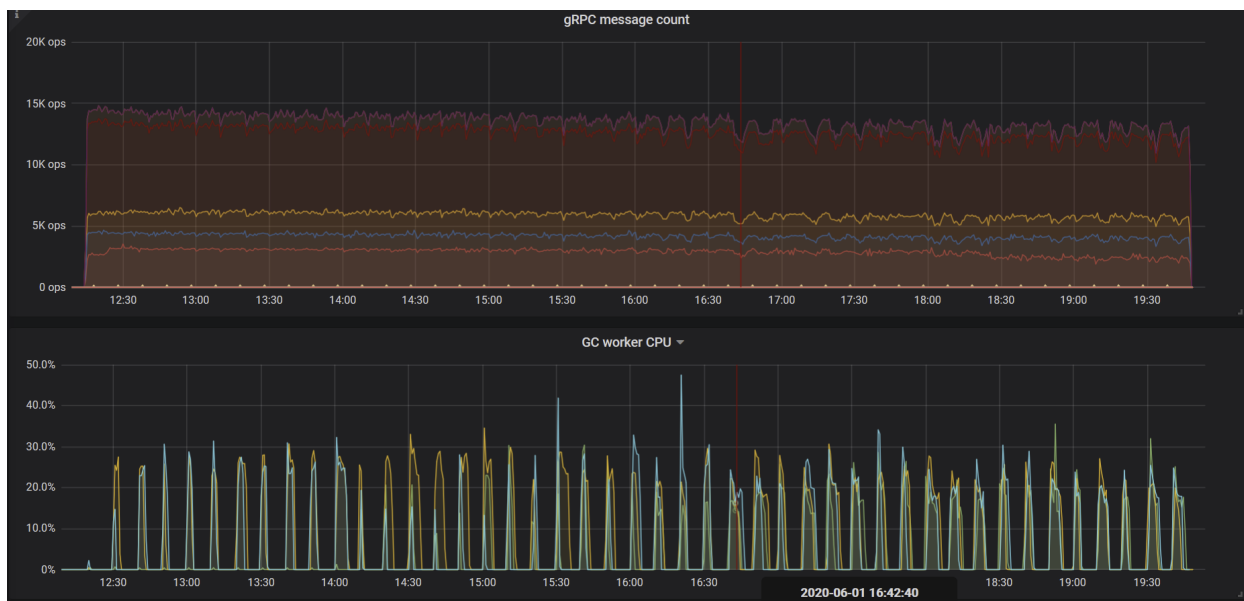 i
gRPC message count
20K ops
15K ops
10K ops
5K ops
0 ops
12:30 13:00 13:30 14:00 14:30 15:00 15:30 16:00 16:30 17:00 17:30 18:00 18:30 19:00 19:30
GC worker CPU
50.0%
40.0%
30.0%
20.0%
10.0%
0%
12:30 13:00 13:30 14:00 14:30 15:00 15:30 16:00 16:30 18:30 19:00 19:30
2020-06-01 16:42:40